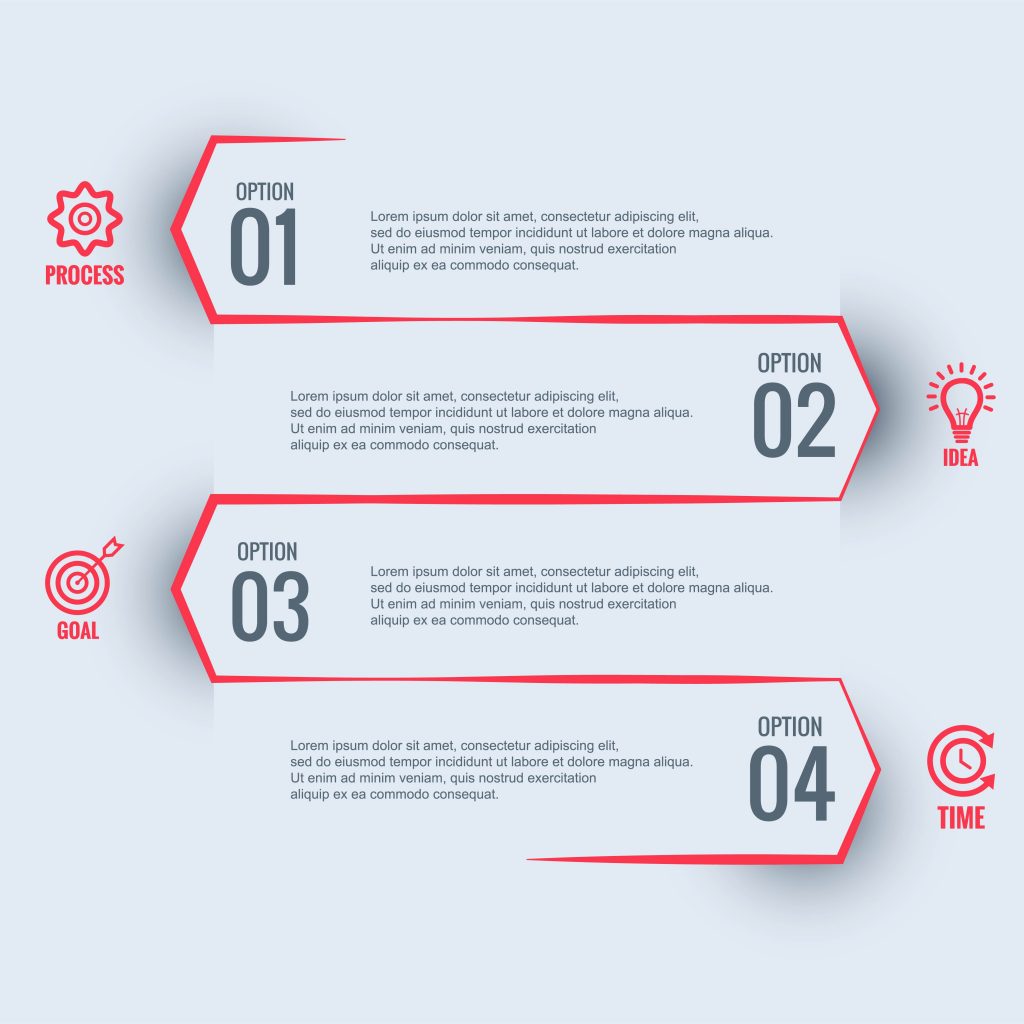 PROCESS
OPTION
01
Lorem ipsum dolor sit amet, consectetur adipiscing elit,
sed do eiusmod tempor incididunt ut labore et dolore magna aliqua.
Ut enim ad minim veniam, quis nostrud exercitation
aliquip ex ea commodo consequat.
OPTION
02
Lorem ipsum dolor sit amet, consectetur adipiscing elit,
sed do eiusmod tempor incididunt ut labore et dolore magna aliqua.
Ut enim ad minim veniam, quis nostrud exercitation
aliquip ex ea commodo consequat.
IDEA
GOAL
OPTION
03
Lorem ipsum dolor sit amet, consectetur adipiscing elit,
sed do eiusmod tempor incididunt ut labore et dolore magna aliqua.
Ut enim ad minim veniam, quis nostrud exercitation
aliquip ex ea commodo consequat.
OPTION
04
Lorem ipsum dolor sit amet, consectetur adipiscing elit,
sed do eiusmod tempor incididunt ut labore et dolore magna aliqua.
Ut enim ad minim veniam, quis nostrud exercitation
aliquip ex ea commodo consequat.
TIME